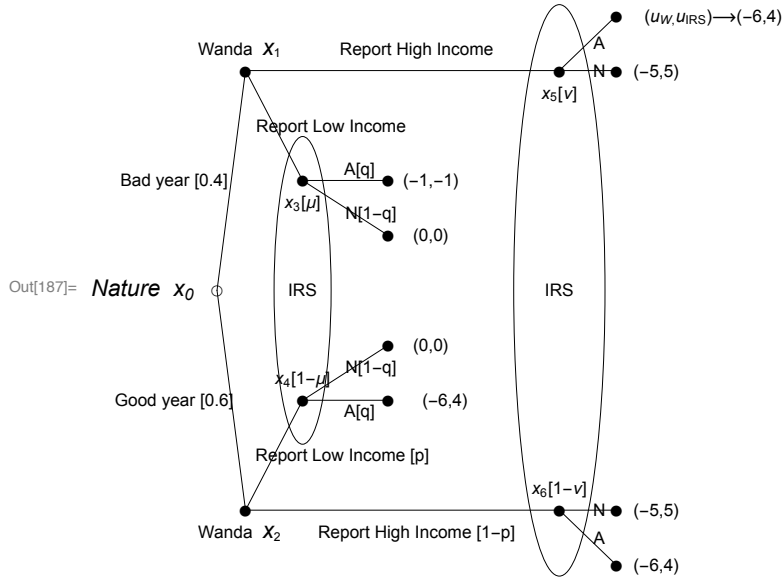 (u_W, u_IRS)→(−6,4)
A
Wanda x₁
Report High Income
N
(−5,5)
x₅[v]
Report Low Income
A[q]
(−1,−1)
Bad year [0.4]
x₃[μ]
N[1−q]
(0,0)
Out[187]=
Nature x₀
IRS
IRS
(0,0)
N[1−q]
x₄[1−μ]
Good year [0.6]
(−6,4)
A[q]
Report Low Income [p]
x₆[1−v]
N
(−5,5)
Wanda x₂
Report High Income [1−p]
A
(−6,4)